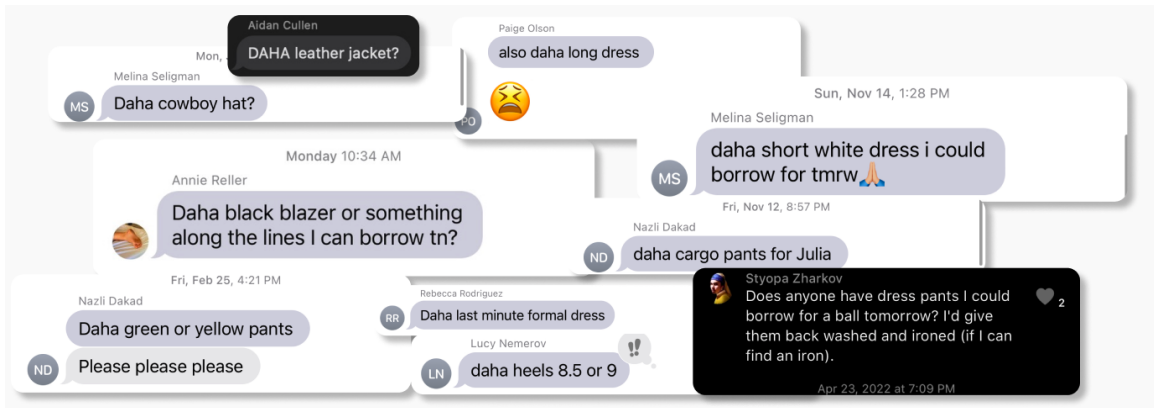 Aidan Cullen
DAHA leather jacket?
Mon,
Melina Seligman
MS
Daha cowboy hat?
Paige Olson
also daha long dress
😫
PO
Sun, Nov 14, 1:28 PM
Melina Seligman
MS
daha short white dress i could
borrow for tmrw🙏🏼
Monday 10:34 AM
Annie Reller
Daha black blazer or something
along the lines I can borrow tn?
Fri, Nov 12, 8:57 PM
Nazli Dakad
ND
daha cargo pants for Julia
Fri, Feb 25, 4:21 PM
Nazli Dakad
Daha green or yellow pants
ND
Please please please
Rebecca Rodriguez
RR
Daha last minute formal dress
Lucy Nemerov
!!
LN
daha heels 8.5 or 9
Styopa Zharkov
Does anyone have dress pants I could
borrow for a ball tomorrow? I'd give
them back washed and ironed (if I can
find an iron).
2
Apr 23, 2022 at 7:09 PM